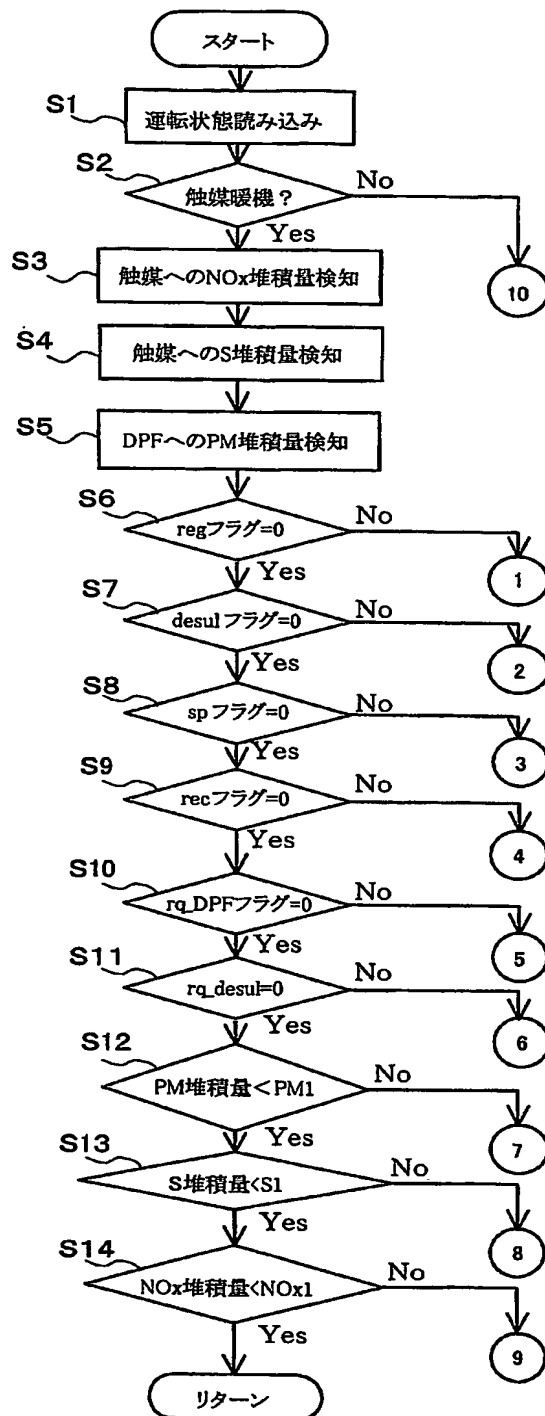 スタート
S1
運転状態読み込み
S2
触媒暖機？
No
Yes
10
S3
触媒へのNOx堆積量検知
S4
触媒へのS堆積量検知
S5
DPFへのPM堆積量検知
S6
regフラグ=0
No
Yes
1
S7
desulフラグ=0
No
Yes
2
S8
spフラグ=0
No
Yes
3
S9
recフラグ=0
No
Yes
4
S10
rq_DPFフラグ=0
No
Yes
5
S11
rq_desul=0
No
Yes
6
S12
PM堆積量＜PM1
No
Yes
7
S13
S堆積量<S1
No
Yes
8
S14
NOx堆積量<NOx1
No
Yes
9
リターン